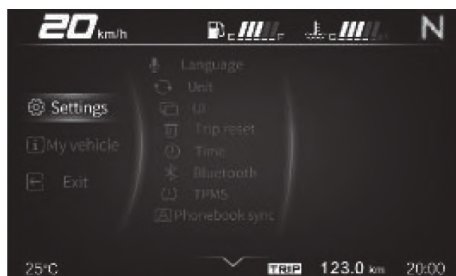 20 km/h E F C H N
Language
Unit
UI
Settings
Trip reset
My vehicle
Time
Bluetooth
Exit
TPMS
Phonebook sync
25°C TRIP 123.0 km 20:00